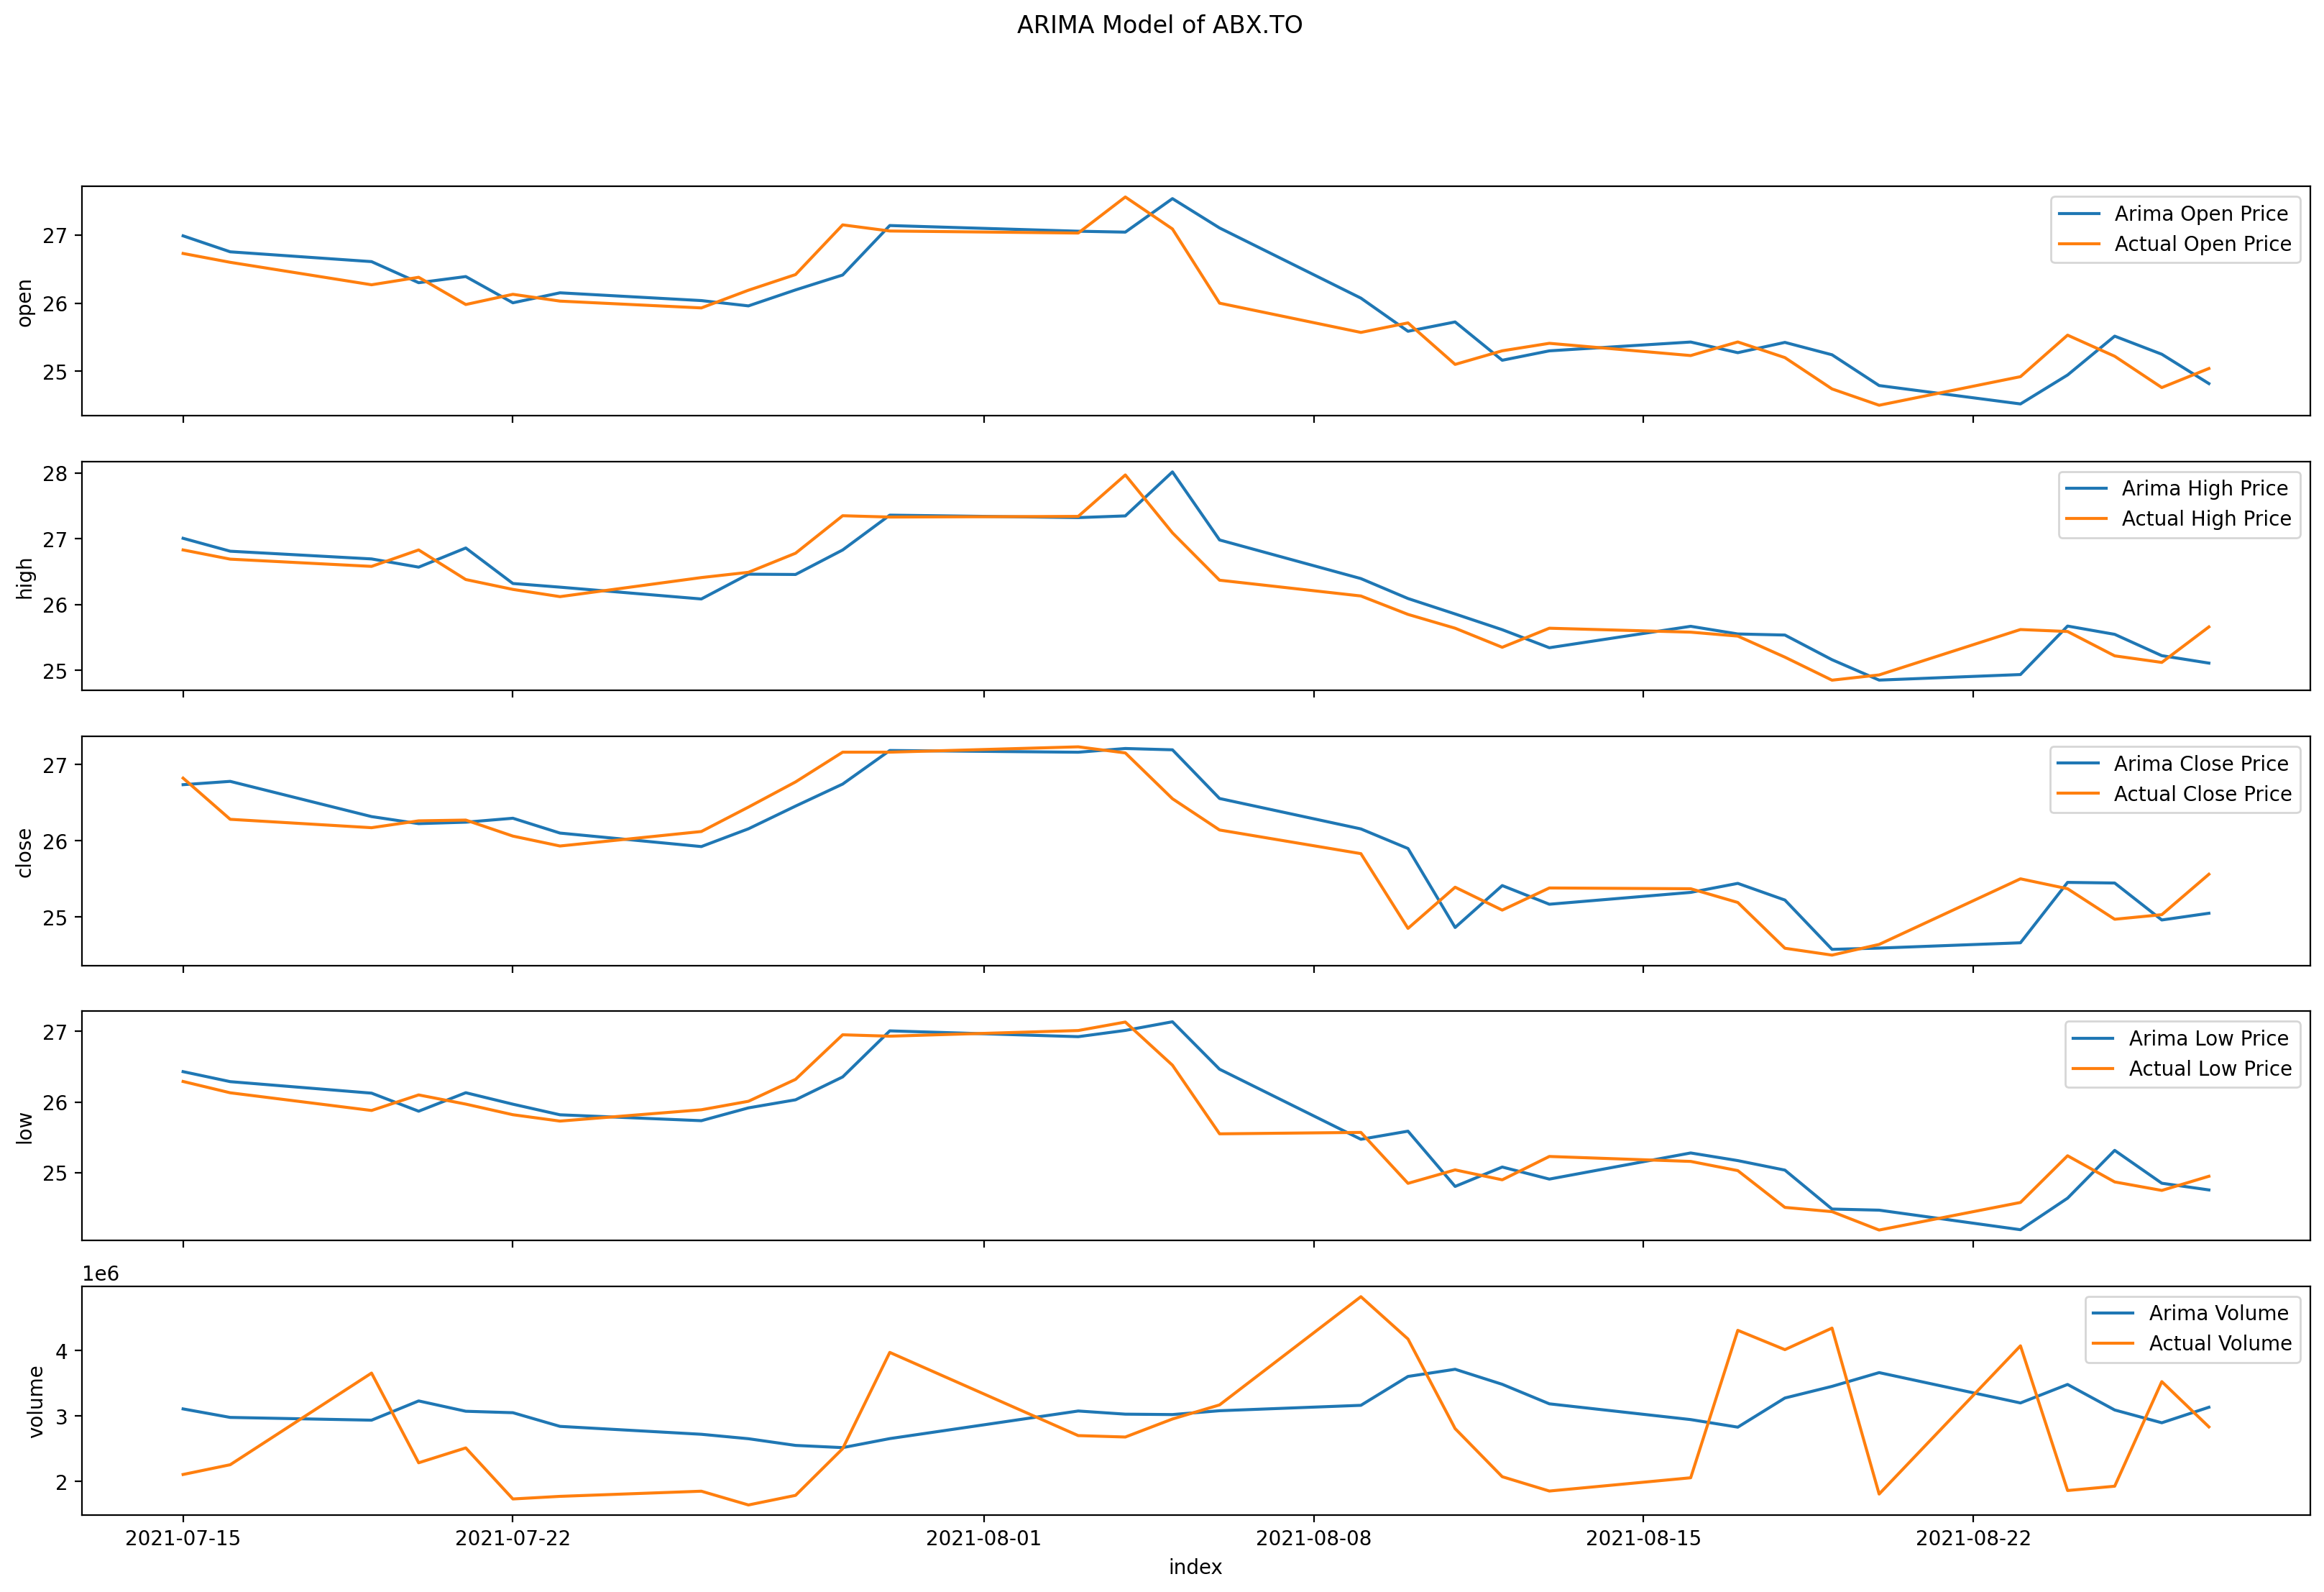 ARIMA Model of ABX.TO
27
26
25
open
Arima Open Price
Actual Open Price
28
27
26
25
high
Arima High Price
Actual High Price
27
26
25
close
Arima Close Price
Actual Close Price
27
26
25
low
Arima Low Price
Actual Low Price
1e6
4
3
2
volume
Arima Volume
Actual Volume
2021-07-15 2021-07-22 2021-08-01 2021-08-08 2021-08-15 2021-08-22
index